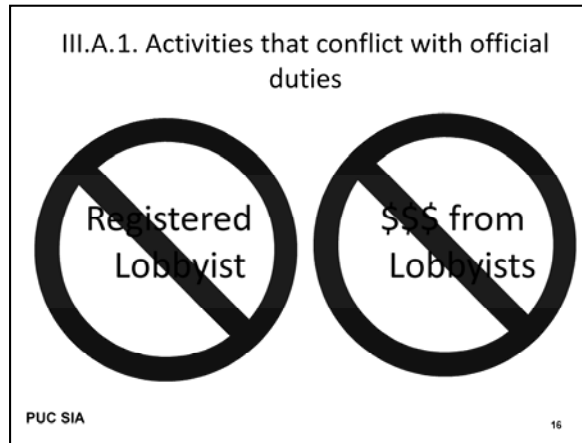 III.A.1. Activities that conflict with official
duties
Registered
Lobbyist
$$$ from
Lobbyists
PUC SIA
16